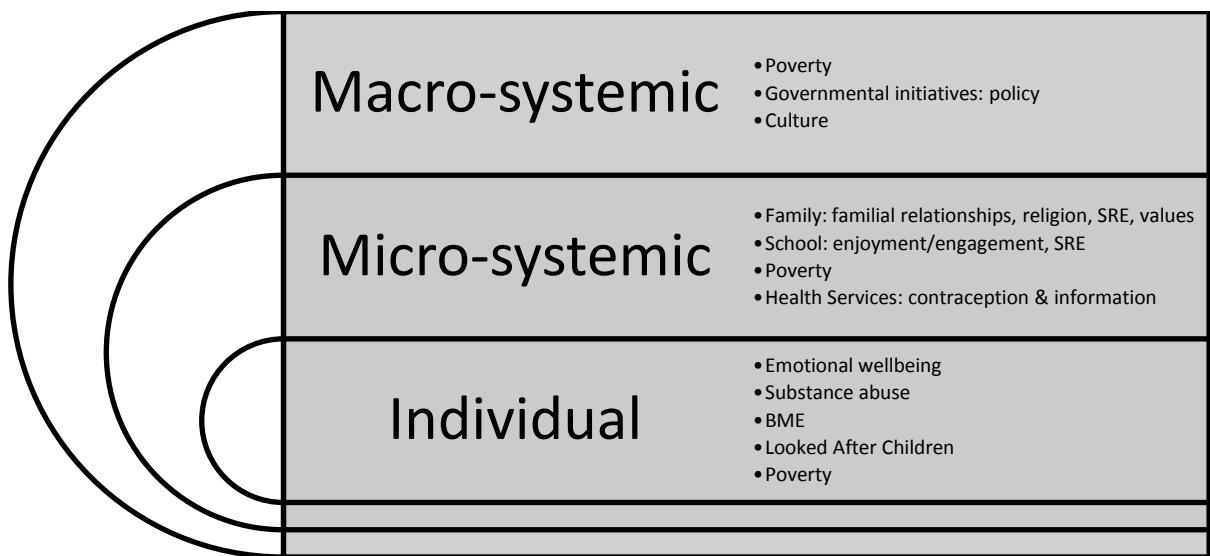 Macro-systemic
•Poverty
•Governmental initiatives: policy
•Culture
Micro-systemic
•Family: familial relationships, religion, SRE, values
•School: enjoyment/engagement, SRE
•Poverty
•Health Services: contraception & information
Individual
•Emotional wellbeing
•Substance abuse
•BME
•Looked After Children
•Poverty